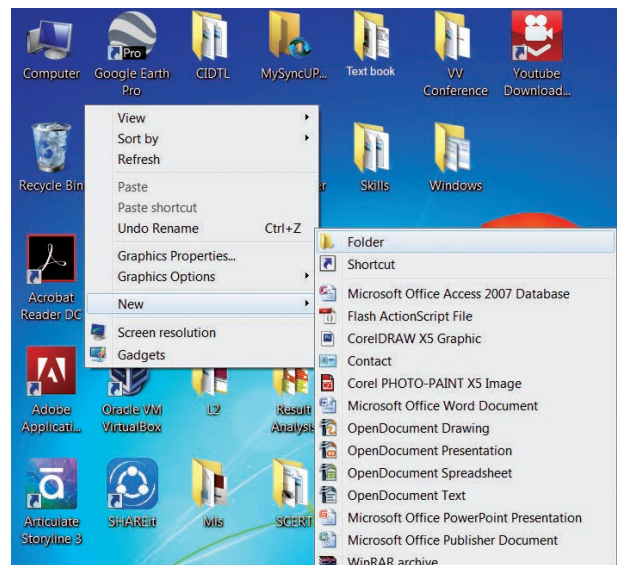 Pro
Computer
Google Earth
Pro
CIDTL
MySyncUP...
Text book
VV
Conference
Youtube
Download...
View
Sort by
Refresh
Paste
Paste shortcut
Undo Rename Ctrl+Z
Graphics Properties...
Graphics Options
New
Screen resolution
Gadgets
Recycle Bin
Skills
Windows
Acrobat
Reader DC
Folder
Shortcut
Microsoft Office Access 2007 Database
Flash ActionScript File
CorelDRAW X5 Graphic
Contact
Corel PHOTO-PAINT X5 Image
Microsoft Office Word Document
OpenDocument Drawing
OpenDocument Presentation
OpenDocument Spreadsheet
OpenDocument Text
Microsoft Office PowerPoint Presentation
Microsoft Office Publisher Document
WinRAR archive
Adobe
Applicati...
Oracle VM
VirtualBox
L2
Result
Analysis
Articulate
Storyline 3
SHAREit
MIs
SCERT